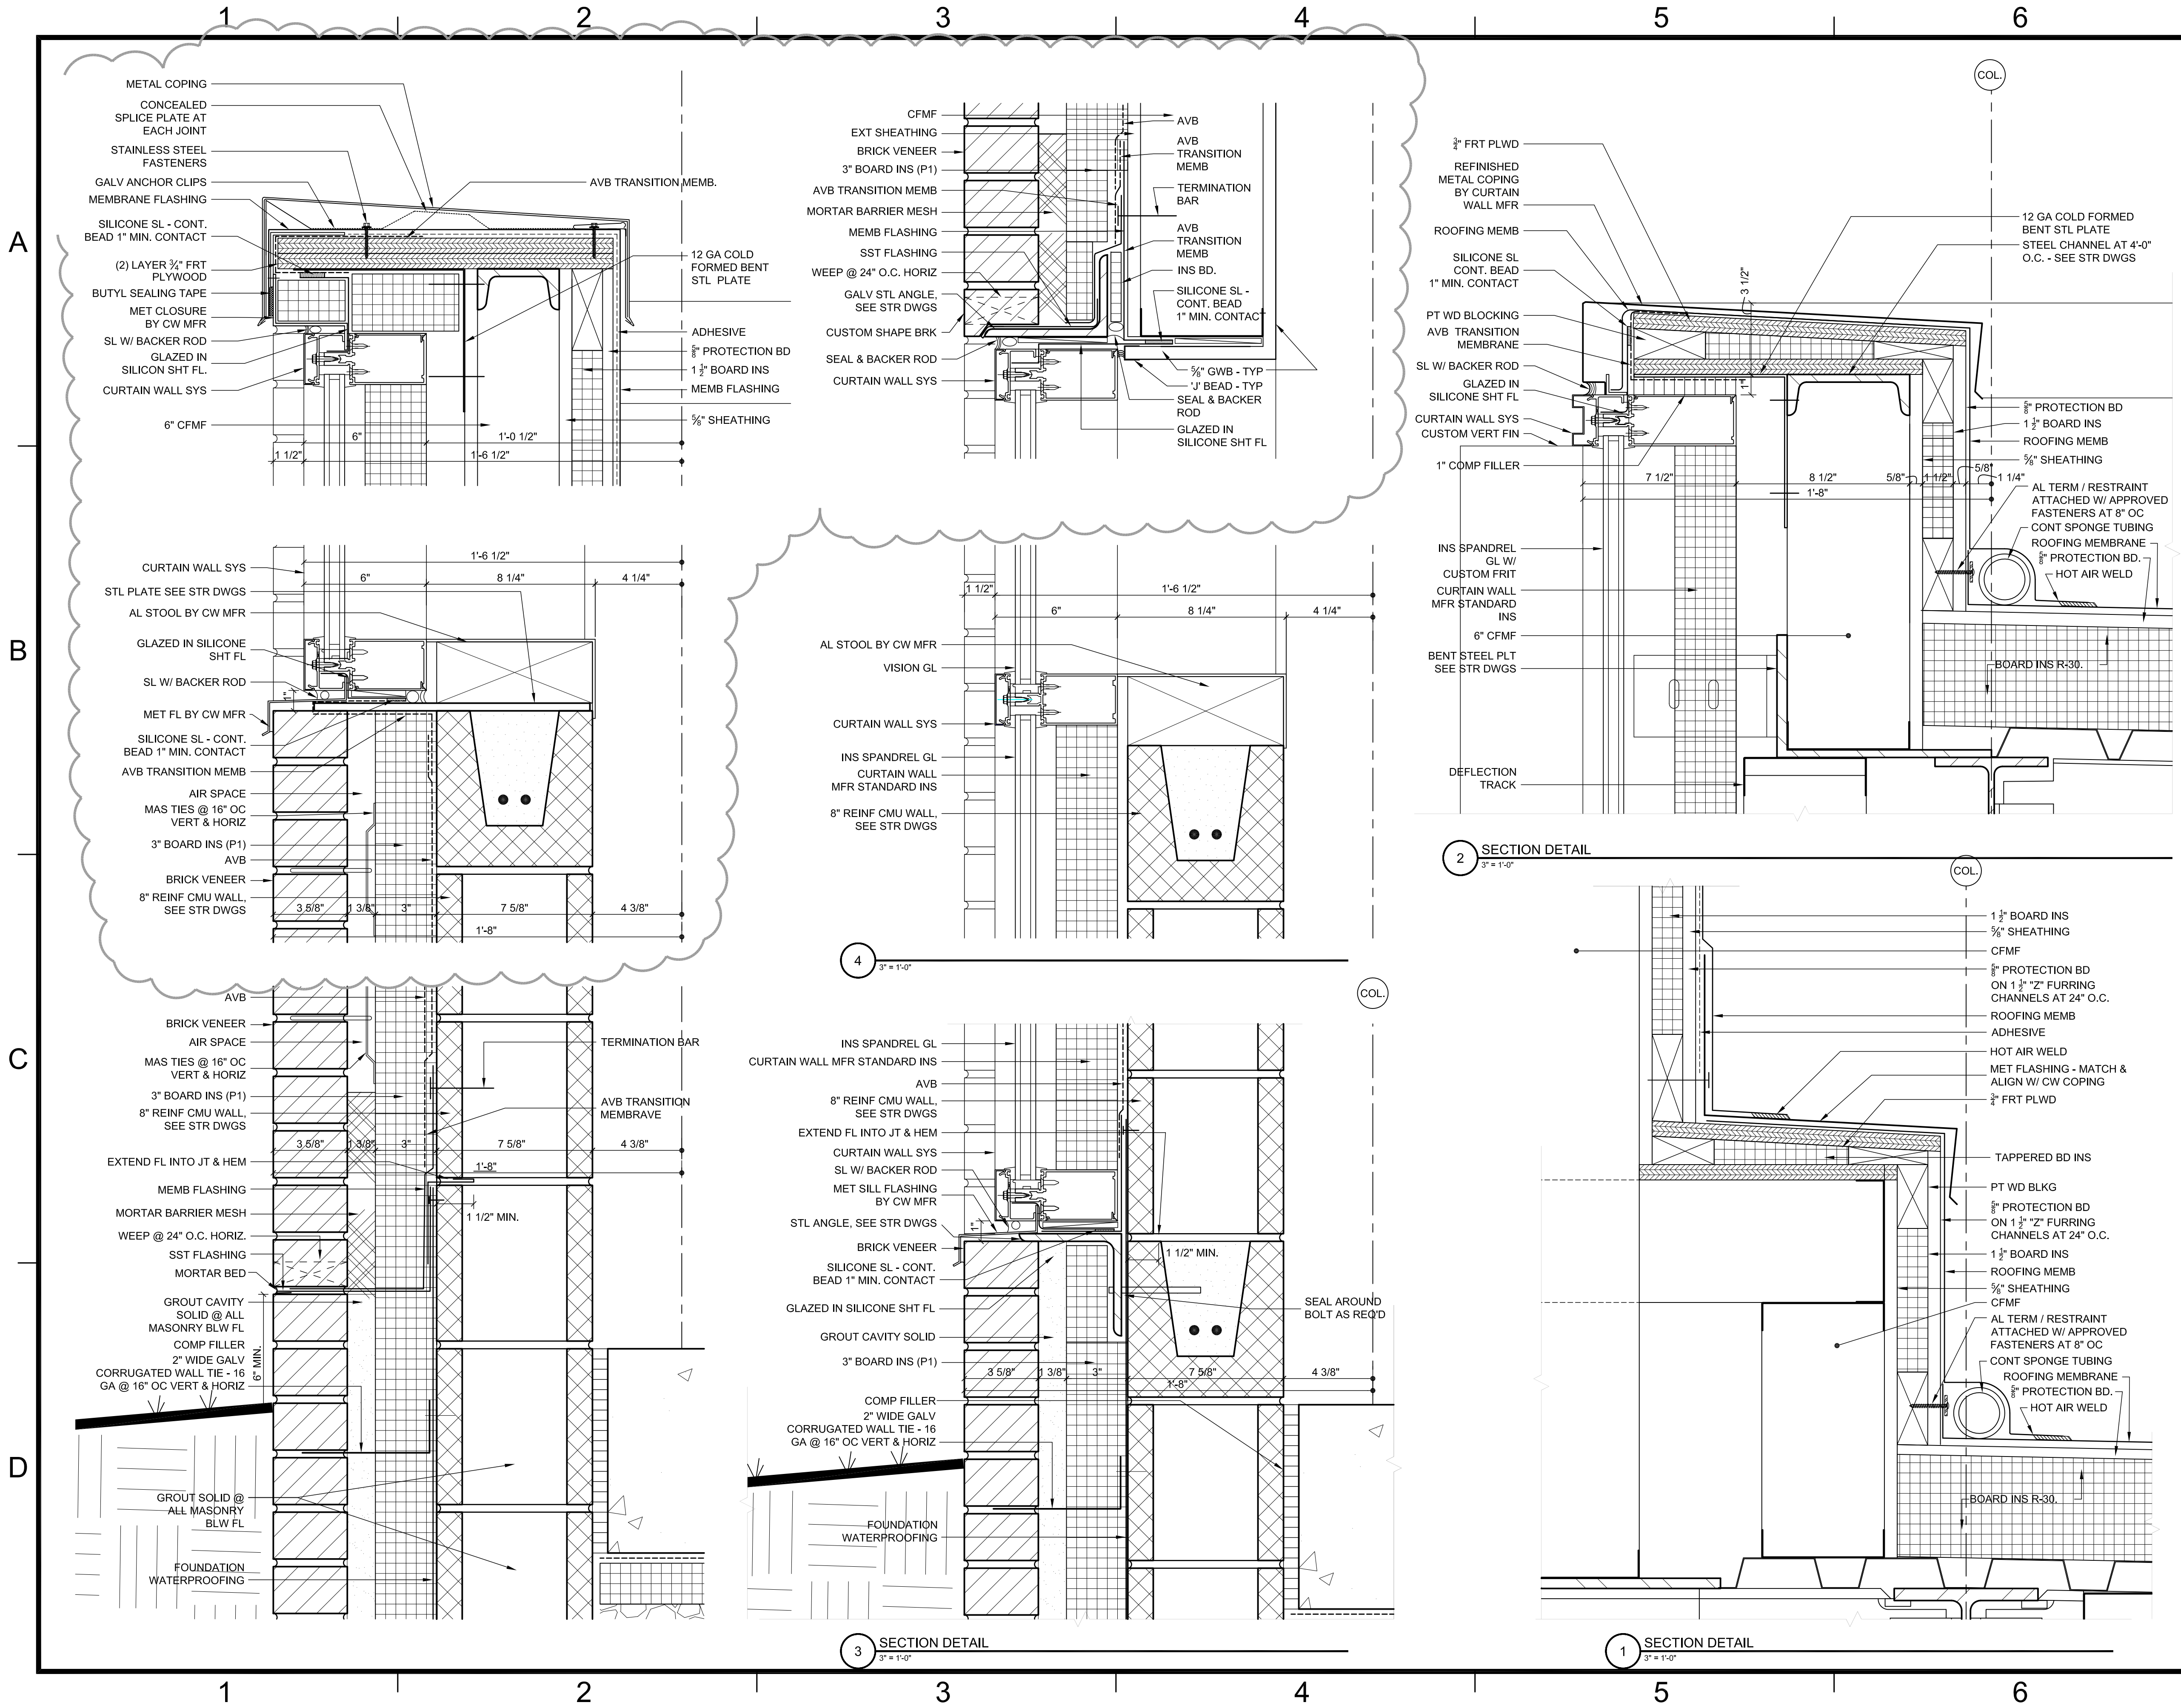 1
2
3
4
5
6
A
B
C
D
METAL COPING
CONCEALED
SPLICE PLATE AT
EACH JOINT
STAINLESS STEEL
FASTENERS
GALV ANCHOR CLIPS
MEMBRANE FLASHING
SILICONE SL - CONT.
BEAD 1" MIN. CONTACT
(2) LAYER ¾" FRT
PLYWOOD
BUTYL SEALING TAPE
MET CLOSURE
BY CW MFR
SL W/ BACKER ROD
GLAZED IN
SILICON SHT FL.
CURTAIN WALL SYS
6" CFMF
AVB TRANSITION MEMB.
12 GA COLD
FORMED BENT
STL PLATE
ADHESIVE
⅝" PROTECTION BD
1 ½" BOARD INS
MEMB FLASHING
⅝" SHEATHING
6"
1'-0 1/2"
1 1/2"
1'-6 1/2"
CFMF
EXT SHEATHING
BRICK VENEER
3" BOARD INS (P1)
AVB TRANSITION MEMB
MORTAR BARRIER MESH
MEMB FLASHING
SST FLASHING
WEEP @ 24" O.C. HORIZ
GALV STL ANGLE,
SEE STR DWGS
CUSTOM SHAPE BRK
SEAL & BACKER ROD
CURTAIN WALL SYS
AVB
AVB
TRANSITION
MEMB
TERMINATION
BAR
AVB
TRANSITION
MEMB
INS BD.
SILICONE SL -
CONT. BEAD
1" MIN. CONTACT
⅝" GWB - TYP
'J' BEAD - TYP
SEAL & BACKER
ROD
GLAZED IN
SILICONE SHT FL
COL.
¾" FRT PLWD
REFINISHED
METAL COPING
BY CURTAIN
WALL MFR
ROOFING MEMB
SILICONE SL
CONT. BEAD
1" MIN. CONTACT
PT WD BLOCKING
AVB TRANSITION
MEMBRANE
SL W/ BACKER ROD
GLAZED IN
SILICONE SHT FL
CURTAIN WALL SYS
CUSTOM VERT FIN
1" COMP FILLER
INS SPANDREL
GL W/
CUSTOM FRIT
CURTAIN WALL
MFR STANDARD
INS
6" CFMF
BENT STEEL PLT
SEE STR DWGS
DEFLECTION
TRACK
3 1/2"
1"
12 GA COLD FORMED
BENT STL PLATE
STEEL CHANNEL AT 4'-0"
O.C. - SEE STR DWGS
⅝" PROTECTION BD
1 ½" BOARD INS
ROOFING MEMB
⅝" SHEATHING
7 1/2"
8 1/2"
5/8"
1 1/2"
5/8"
1 1/4"
1'-8"
AL TERM / RESTRAINT
ATTACHED W/ APPROVED
FASTENERS AT 8" OC
CONT SPONGE TUBING
ROOFING MEMBRANE
⅝" PROTECTION BD.
HOT AIR WELD
BOARD INS R-30.
2
SECTION DETAIL
3" = 1'-0"
CURTAIN WALL SYS
STL PLATE SEE STR DWGS
AL STOOL BY CW MFR
GLAZED IN SILICONE
SHT FL
SL W/ BACKER ROD
MET FL BY CW MFR
SILICONE SL - CONT.
BEAD 1" MIN. CONTACT
AVB TRANSITION MEMB
AIR SPACE
MAS TIES @ 16" OC
VERT & HORIZ
3" BOARD INS (P1)
AVB
BRICK VENEER
8" REINF CMU WALL,
SEE STR DWGS
1'-6 1/2"
6"
8 1/4"
4 1/4"
1"
3 5/8"
1 3/8"
3"
7 5/8"
4 3/8"
1'-8"
1 1/2"
1'-6 1/2"
6"
8 1/4"
4 1/4"
AL STOOL BY CW MFR
VISION GL
CURTAIN WALL SYS
INS SPANDREL GL
CURTAIN WALL
MFR STANDARD INS
8" REINF CMU WALL,
SEE STR DWGS
4
3" = 1'-0"
AVB
BRICK VENEER
AIR SPACE
MAS TIES @ 16" OC
VERT & HORIZ
3" BOARD INS (P1)
8" REINF CMU WALL,
SEE STR DWGS
EXTEND FL INTO JT & HEM
MEMB FLASHING
MORTAR BARRIER MESH
WEEP @ 24" O.C. HORIZ.
SST FLASHING
MORTAR BED
GROUT CAVITY
SOLID @ ALL
MASONRY BLW FL
COMP FILLER
2" WIDE GALV
CORRUGATED WALL TIE - 16
GA @ 16" OC VERT & HORIZ
GROUT SOLID @
ALL MASONRY
BLW FL
FOUNDATION
WATERPROOFING
TERMINATION BAR
AVB TRANSITION
MEMBRAVE
3 5/8"
1 3/8"
3"
7 5/8"
4 3/8"
1'-8"
1 1/2" MIN.
6" MIN.
COL.
INS SPANDREL GL
CURTAIN WALL MFR STANDARD INS
AVB
8" REINF CMU WALL,
SEE STR DWGS
EXTEND FL INTO JT & HEM
CURTAIN WALL SYS
SL W/ BACKER ROD
MET SILL FLASHING
BY CW MFR
STL ANGLE, SEE STR DWGS
BRICK VENEER
SILICONE SL - CONT.
BEAD 1" MIN. CONTACT
GLAZED IN SILICONE SHT FL
GROUT CAVITY SOLID
3" BOARD INS (P1)
COMP FILLER
2" WIDE GALV
CORRUGATED WALL TIE - 16
GA @ 16" OC VERT & HORIZ
FOUNDATION
WATERPROOFING
1"
1 1/2" MIN.
SEAL AROUND
BOLT AS REQ'D
3 5/8"
1 3/8"
3"
7 5/8"
4 3/8"
1'-8"
3
SECTION DETAIL
3" = 1'-0"
COL.
1 ½" BOARD INS
⅝" SHEATHING
CFMF
⅝" PROTECTION BD
ON 1 ½" "Z" FURRING
CHANNELS AT 24" O.C.
ROOFING MEMB
ADHESIVE
HOT AIR WELD
MET FLASHING - MATCH &
ALIGN W/ CW COPING
¾" FRT PLWD
TAPPERED BD INS
PT WD BLKG
⅝" PROTECTION BD
ON 1 ½" "Z" FURRING
CHANNELS AT 24" O.C.
1 ½" BOARD INS
ROOFING MEMB
⅝" SHEATHING
CFMF
AL TERM / RESTRAINT
ATTACHED W/ APPROVED
FASTENERS AT 8" OC
CONT SPONGE TUBING
ROOFING MEMBRANE
⅝" PROTECTION BD.
HOT AIR WELD
BOARD INS R-30.
1
SECTION DETAIL
3" = 1'-0"
1
2
3
4
5
6